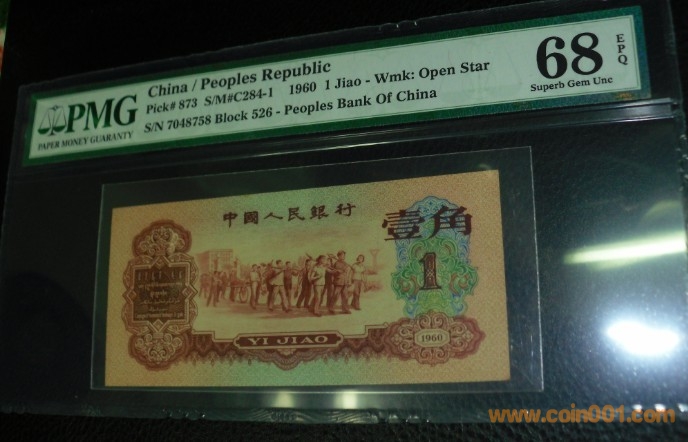 China / Peoples Republic
Pick# 873 S/M#C284-1 1960 1 Jiao - Wmk: Open Star
S/N 7048758 Block 526 - Peoples Bank Of China
PMG
PAPER MONEY GUARANTY
68
EPQ
Superb Gem Unc
中國人民銀行
壹角
1
YI JIAO
1960
www.coin001.com